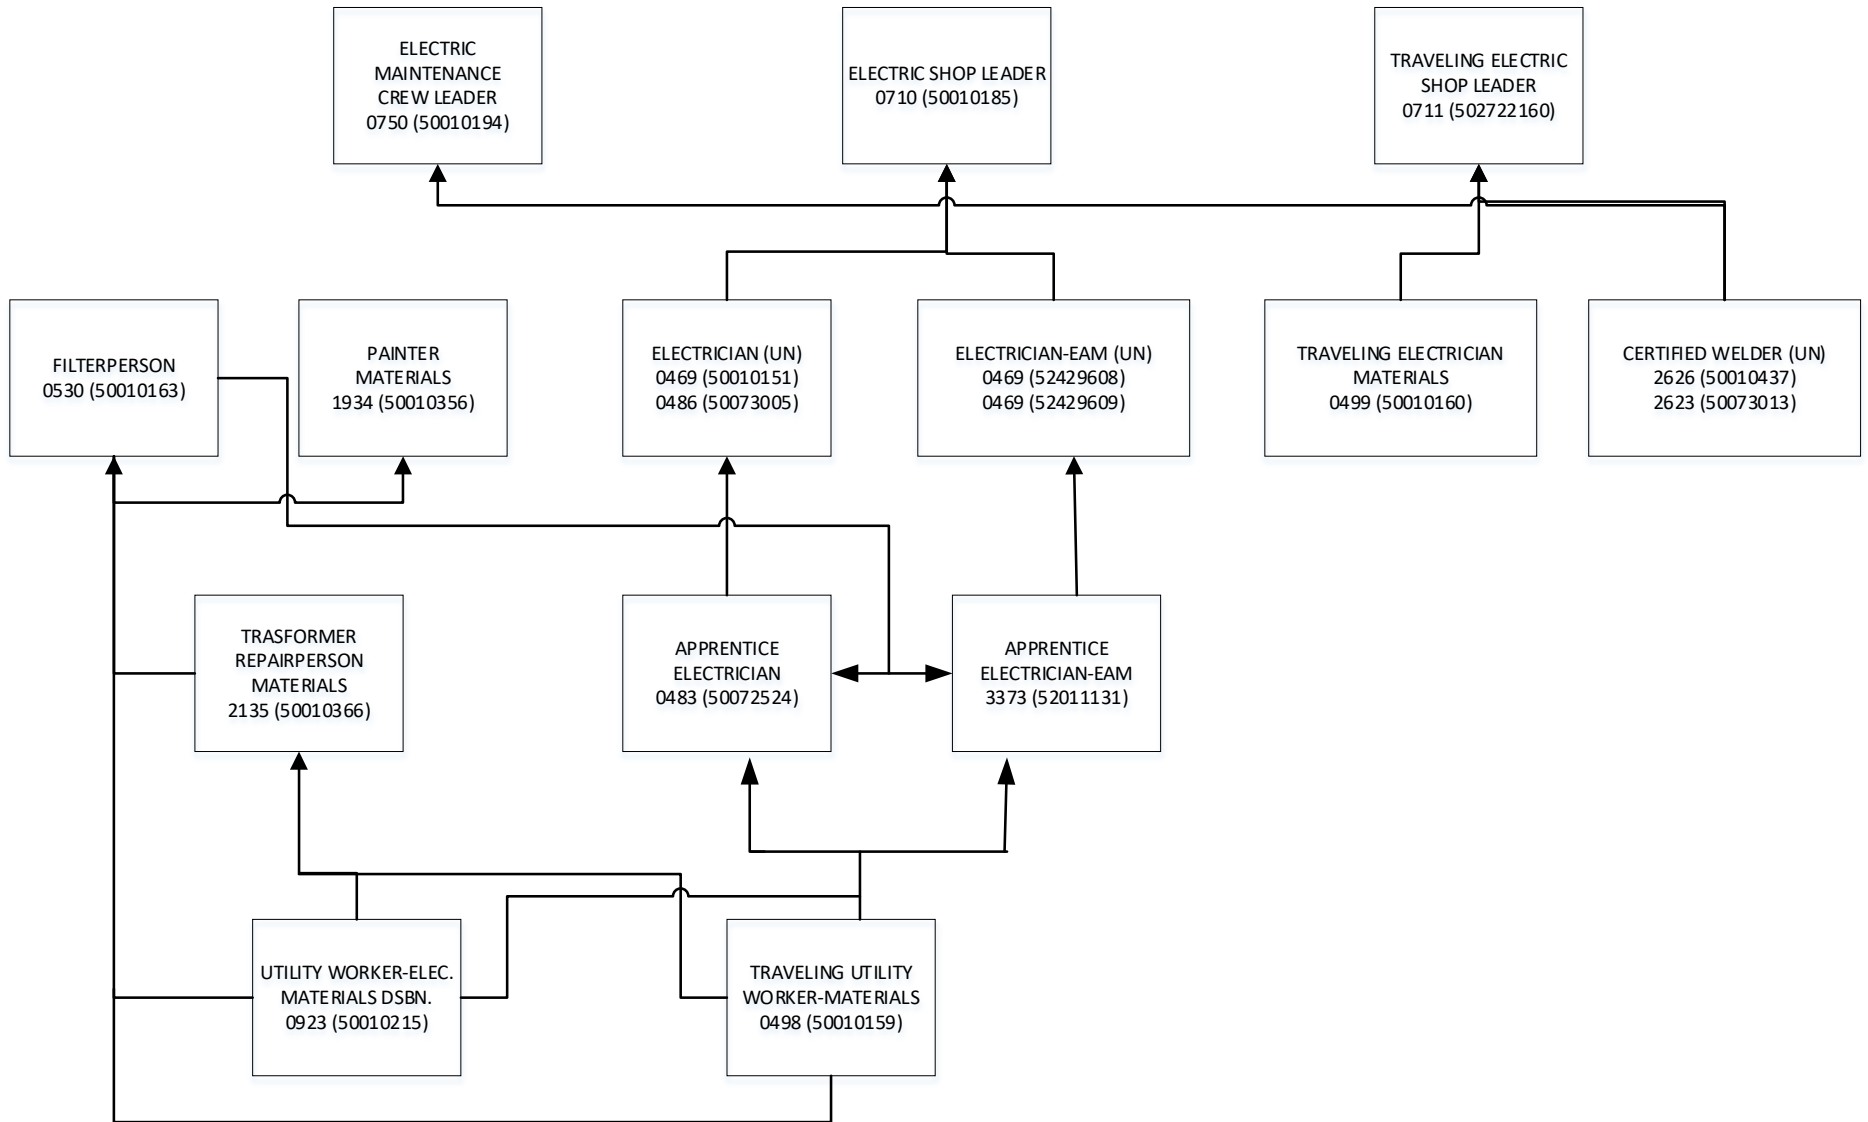 ELECTRIC
MAINTENANCE
CREW LEADER
0750 (50010194)
ELECTRIC SHOP LEADER
0710 (50010185)
TRAVELING ELECTRIC
SHOP LEADER
0711 (502722160)
FILTERPERSON
0530 (50010163)
PAINTER
MATERIALS
1934 (50010356)
ELECTRICIAN (UN)
0469 (50010151)
0486 (50073005)
ELECTRICIAN-EAM (UN)
0469 (52429608)
0469 (52429609)
TRAVELING ELECTRICIAN
MATERIALS
0499 (50010160)
CERTIFIED WELDER (UN)
2626 (50010437)
2623 (50073013)
TRASFORMER
REPAIRPERSON
MATERIALS
2135 (50010366)
APPRENTICE
ELECTRICIAN
0483 (50072524)
APPRENTICE
ELECTRICIAN-EAM
3373 (52011131)
UTILITY WORKER-ELEC.
MATERIALS DSBN.
0923 (50010215)
TRAVELING UTILITY
WORKER-MATERIALS
0498 (50010159)